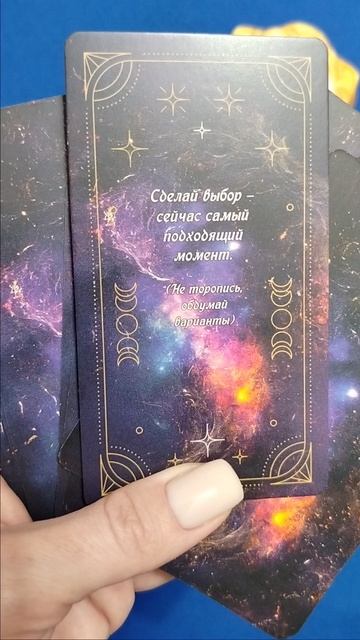 Сделай выбор –
сейчас самый
подходящий
момент.
(Не торопись,
обдумай
варианты)